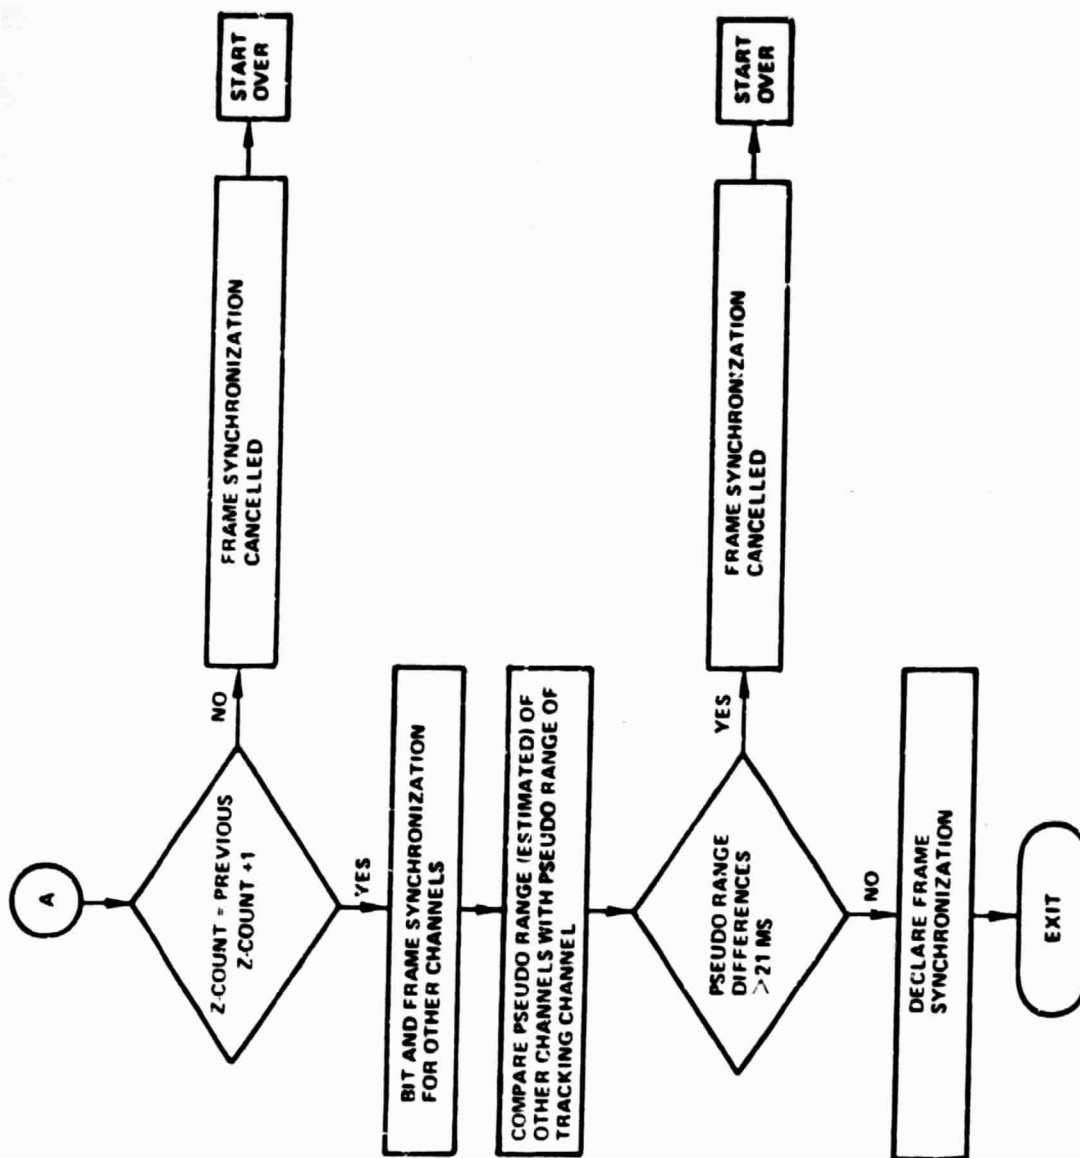 A
Z-COUNT = PREVIOUS
Z-COUNT +1
NO
FRAME SYNCHRONIZATION
CANCELLED
START
OVER
YES
BIT AND FRAME SYNCHRONIZATION
FOR OTHER CHANNELS
COMPARE PSEUDO RANGE (ESTIMATED) OF
OTHER CHANNELS WITH PSEUDO RANGE OF
TRACKING CHANNEL
PSEUDO RANGE
DIFFERENCES
>21 MS
YES
FRAME SYNCHRONIZATION
CANCELLED
START
OVER
NO
DECLARE FRAME
SYNCHRONIZATION
EXIT